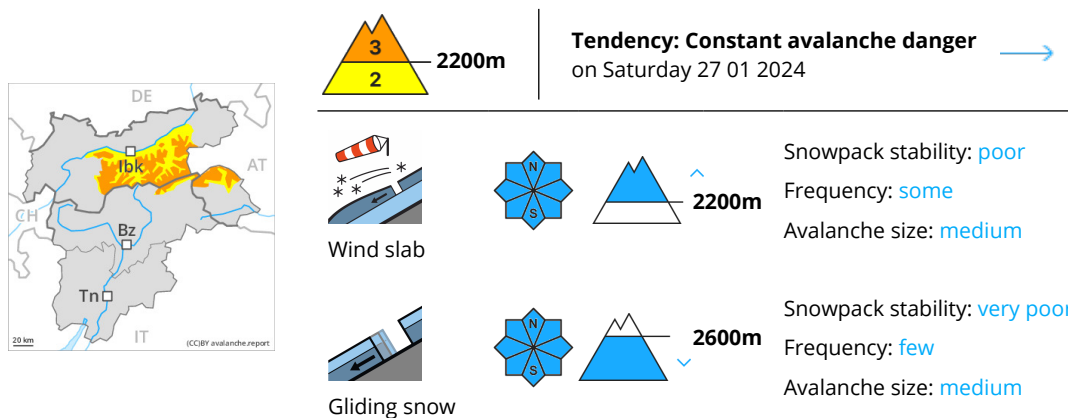 3
2
2200m
Tendency: Constant avalanche danger
on Saturday 27 01 2024
DE
Ibk
AT
CH
Bz
Tn
IT
20 km
(CC)BY avalanche.report
N
S
2200m
Snowpack stability: poor
Frequency: some
Avalanche size: medium
Wind slab
N
S
2600m
Snowpack stability: very poor
Frequency: few
Avalanche size: medium
Gliding snow